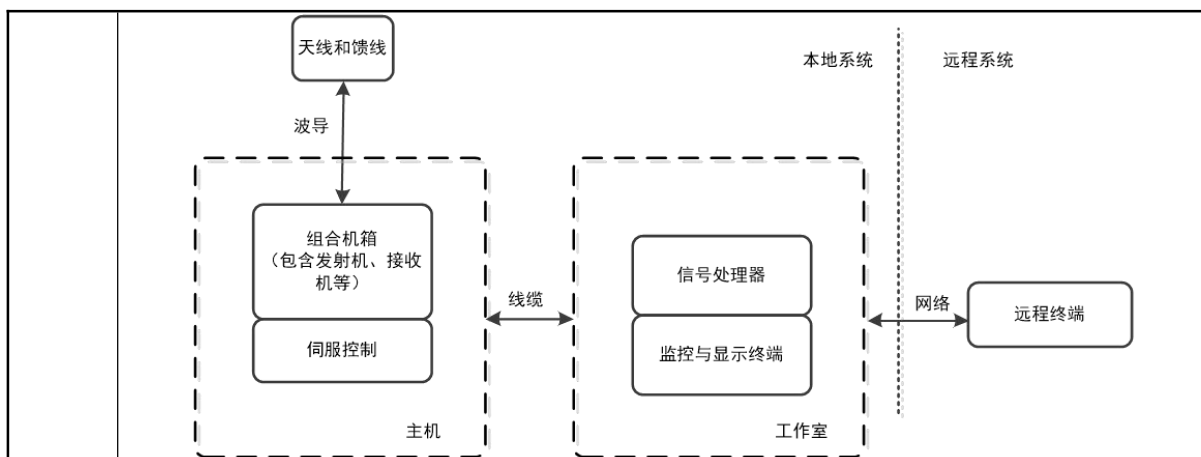 天线和馈线
本地系统
远程系统
波导
组合机箱
（包含发射机、接收
机等）
伺服控制
线缆
信号处理器
监控与显示终端
网络
远程终端
主机
工作室